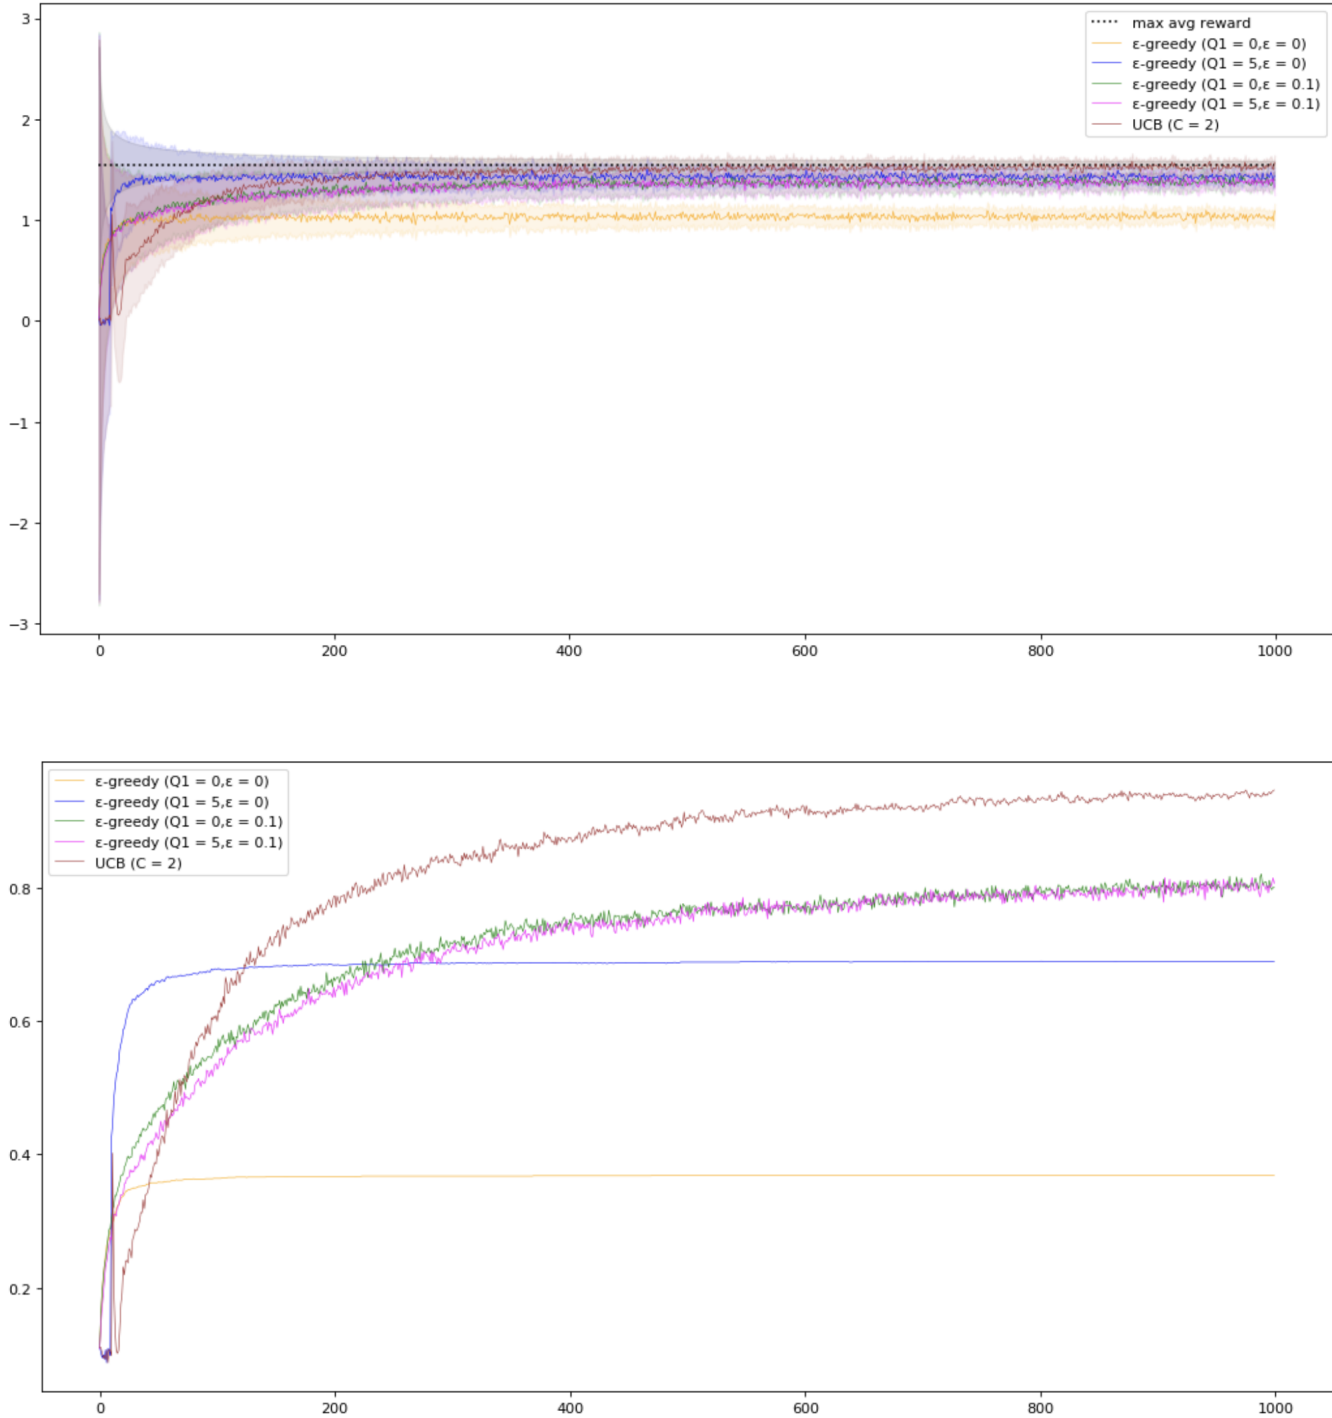 3
2
1
0
−1
−2
−3
max avg reward
ε-greedy (Q1 = 0,ε = 0)
ε-greedy (Q1 = 5,ε = 0)
ε-greedy (Q1 = 0,ε = 0.1)
ε-greedy (Q1 = 5,ε = 0.1)
UCB (C = 2)
0 200 400 600 800 1000
ε-greedy (Q1 = 0,ε = 0)
ε-greedy (Q1 = 5,ε = 0)
ε-greedy (Q1 = 0,ε = 0.1)
ε-greedy (Q1 = 5,ε = 0.1)
UCB (C = 2)
0.8
0.6
0.4
0.2
0 200 400 600 800 1000